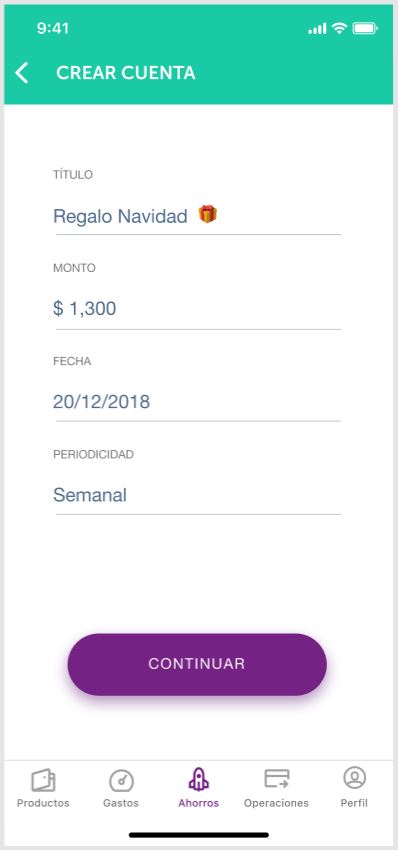 9:41
CREAR CUENTA
TÍTULO
Regalo Navidad 🎁
MONTO
$ 1,300
FECHA
20/12/2018
PERIODICIDAD
Semanal
CONTINUAR
Productos Gastos Ahorros Operaciones Perfil